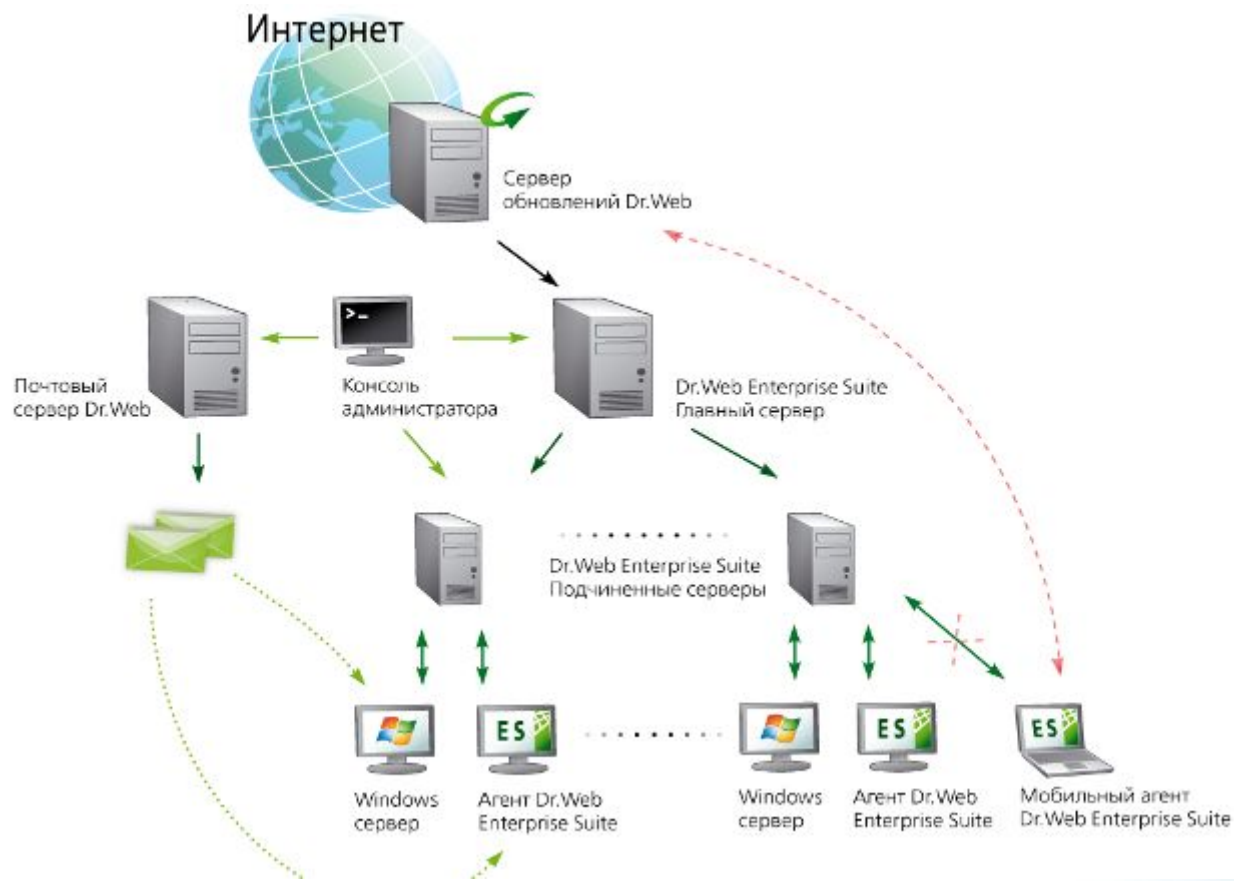 Интернет
Сервер
обновлений Dr.Web
>_
Почтовый
сервер Dr.Web
Консоль
администратора
Dr.Web Enterprise Suite
Главный сервер
Dr.Web Enterprise Suite
Подчиненные серверы
ES
ES
ES
Windows
сервер
Агент Dr.Web
Enterprise Suite
Windows
сервер
Агент Dr.Web
Enterprise Suite
Мобильный агент
Dr.Web Enterprise Suite